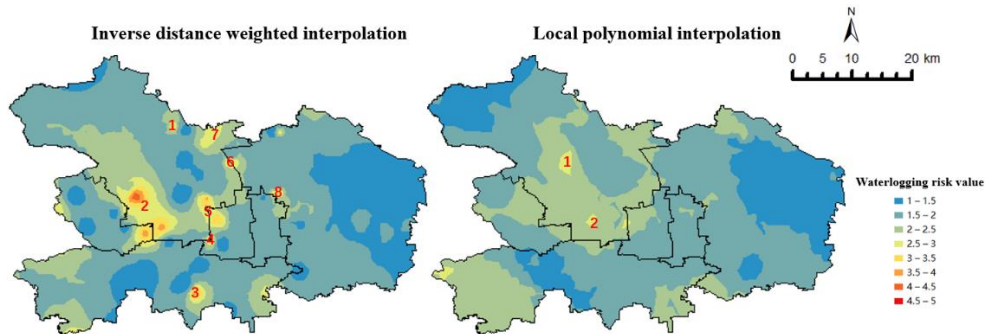 Inverse distance weighted interpolation
Local polynomial interpolation
N
0 5 10 20 km
1
7
6
2
8
5
4
3
1
2
Waterlogging risk value
1 – 1.5
1.5 – 2
2 – 2.5
2.5 – 3
3 – 3.5
3.5 – 4
4 – 4.5
4.5 – 5